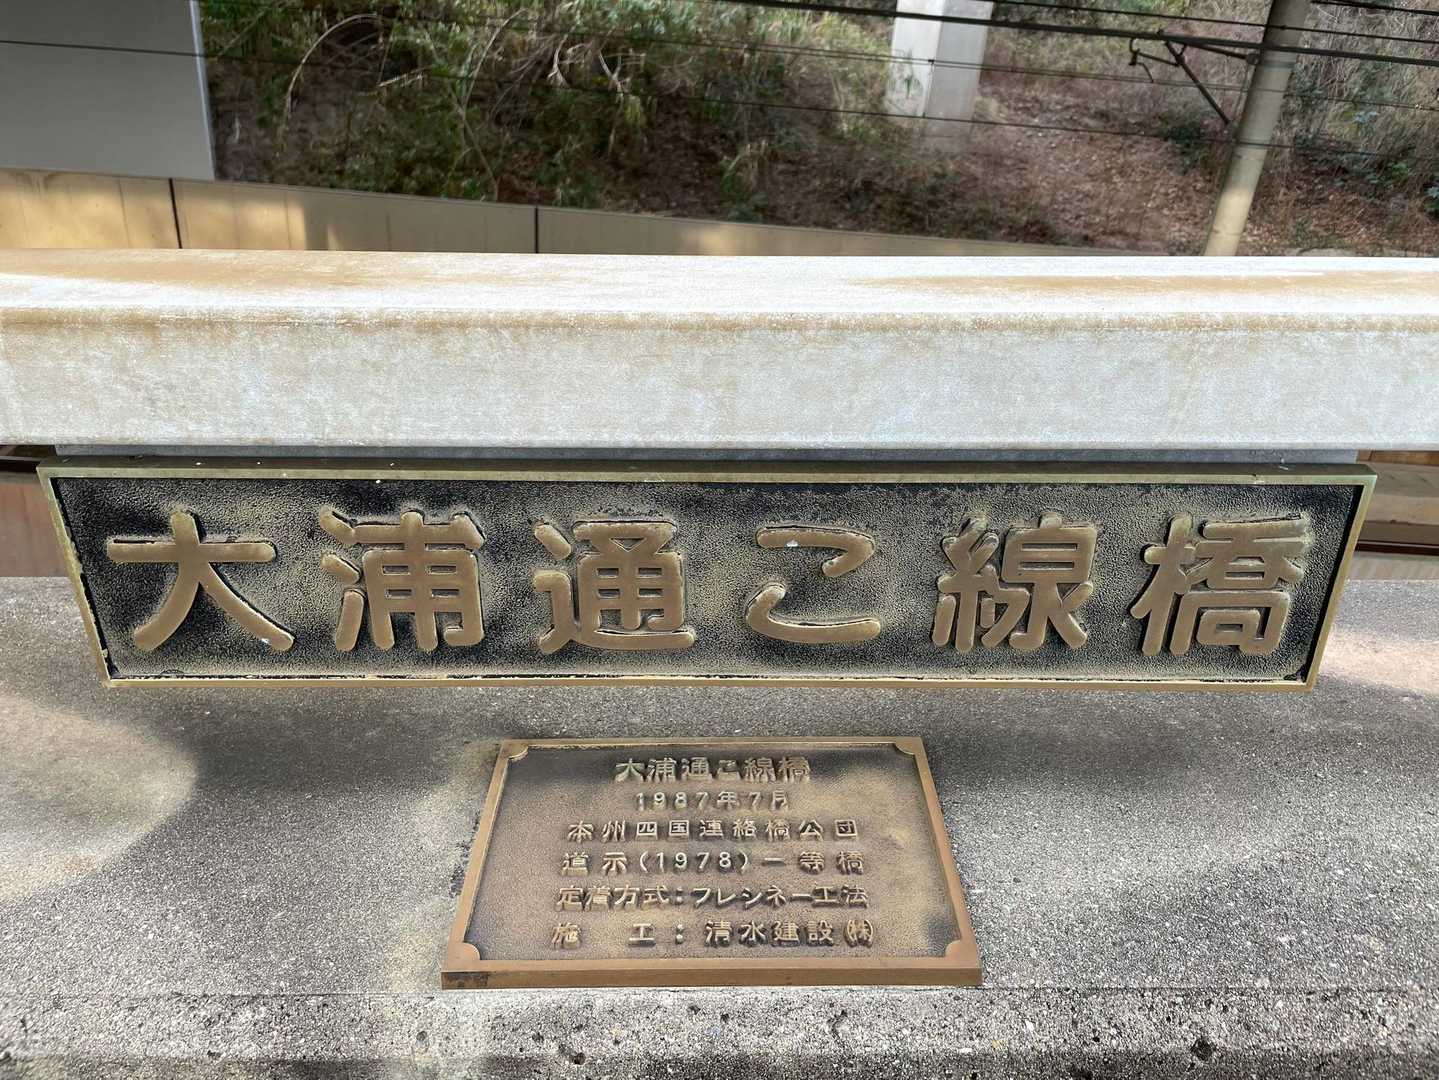 大浦通こ線橋
大浦通こ線橋
1987年7月
本州四国連絡橋公団
道示(1978)一等橋
定着方式:フレシネー工法
施 工:清水建設㈱